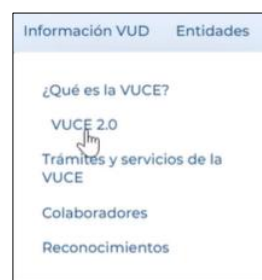 Información VUD Entidades
¿Qué es la VUCE?
VUCE 2.0
Trámites y servicios de la
VUCE
Colaboradores
Reconocimientos